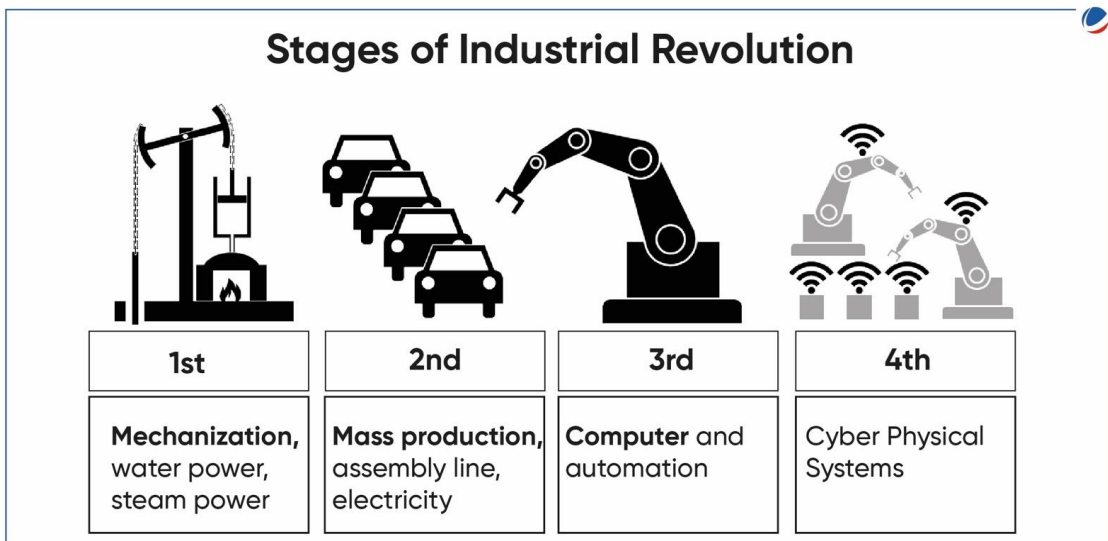 Stages of Industrial Revolution
1st
2nd
3rd
4th
Mechanization,
water power,
steam power
Mass production,
assembly line,
electricity
Computer and
automation
Cyber Physical
Systems